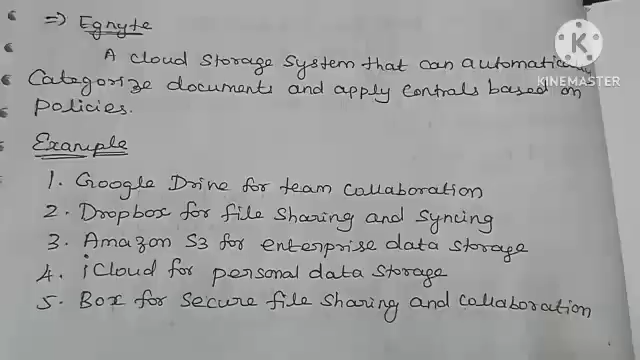 => Egnyte
A Cloud Storage System that can automatically
Categorize documents and apply Controls based on
Policies.
Example
1. Google Drive for team Collaboration
2. Dropbox for file Sharing and Syncing
3. Amazon S3 for enterprise data storage
4. iCloud for personal data storage
5. Box for secure file sharing and collaboration
K
KINEMASTER